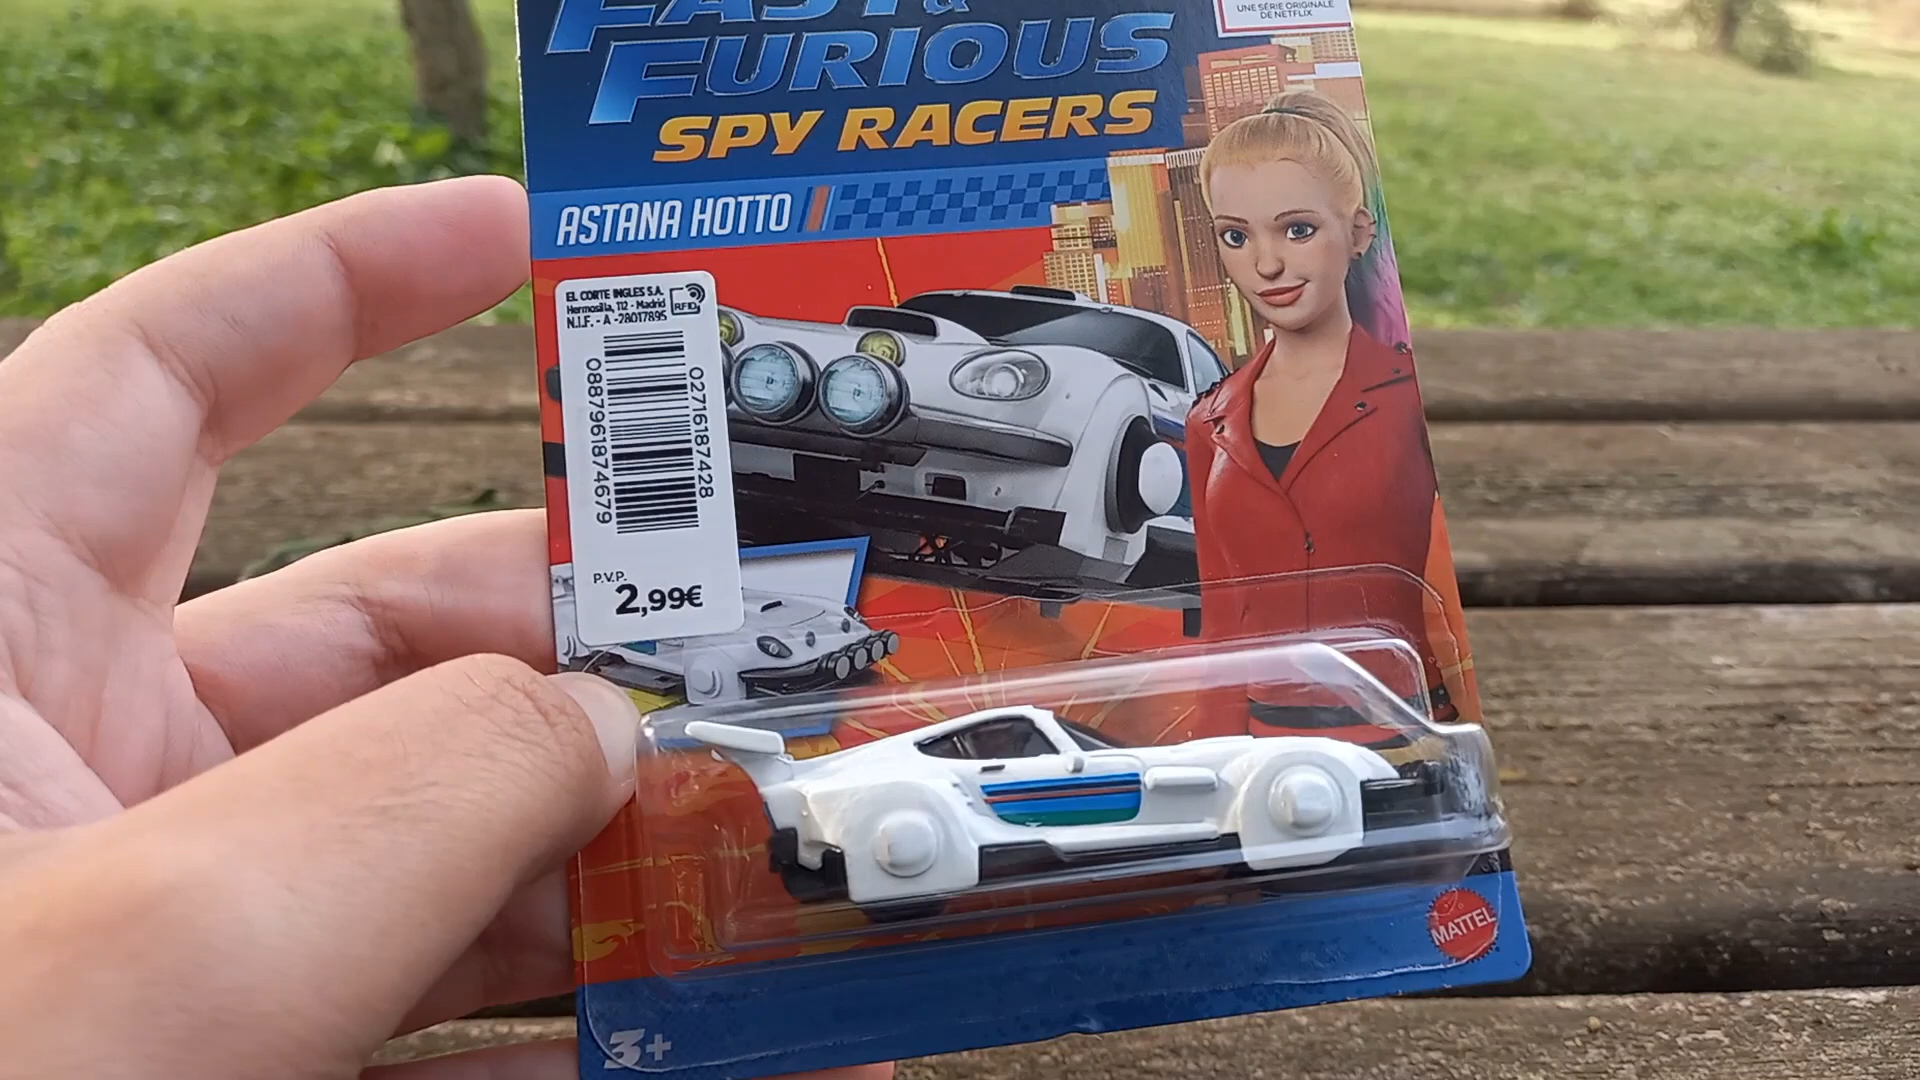 FAST &
FURIOUS
SPY RACERS
UNE SÉRIE ORIGINALE
DE NETFLIX
ASTANA HOTTO
EL CORTE INGLES S.A.
Hermosilla, 112 - Madrid
N.I.F. - A -28017895
RFID
0887961874679
02716187428
P.V.P.
2,99€
MATTEL
3+